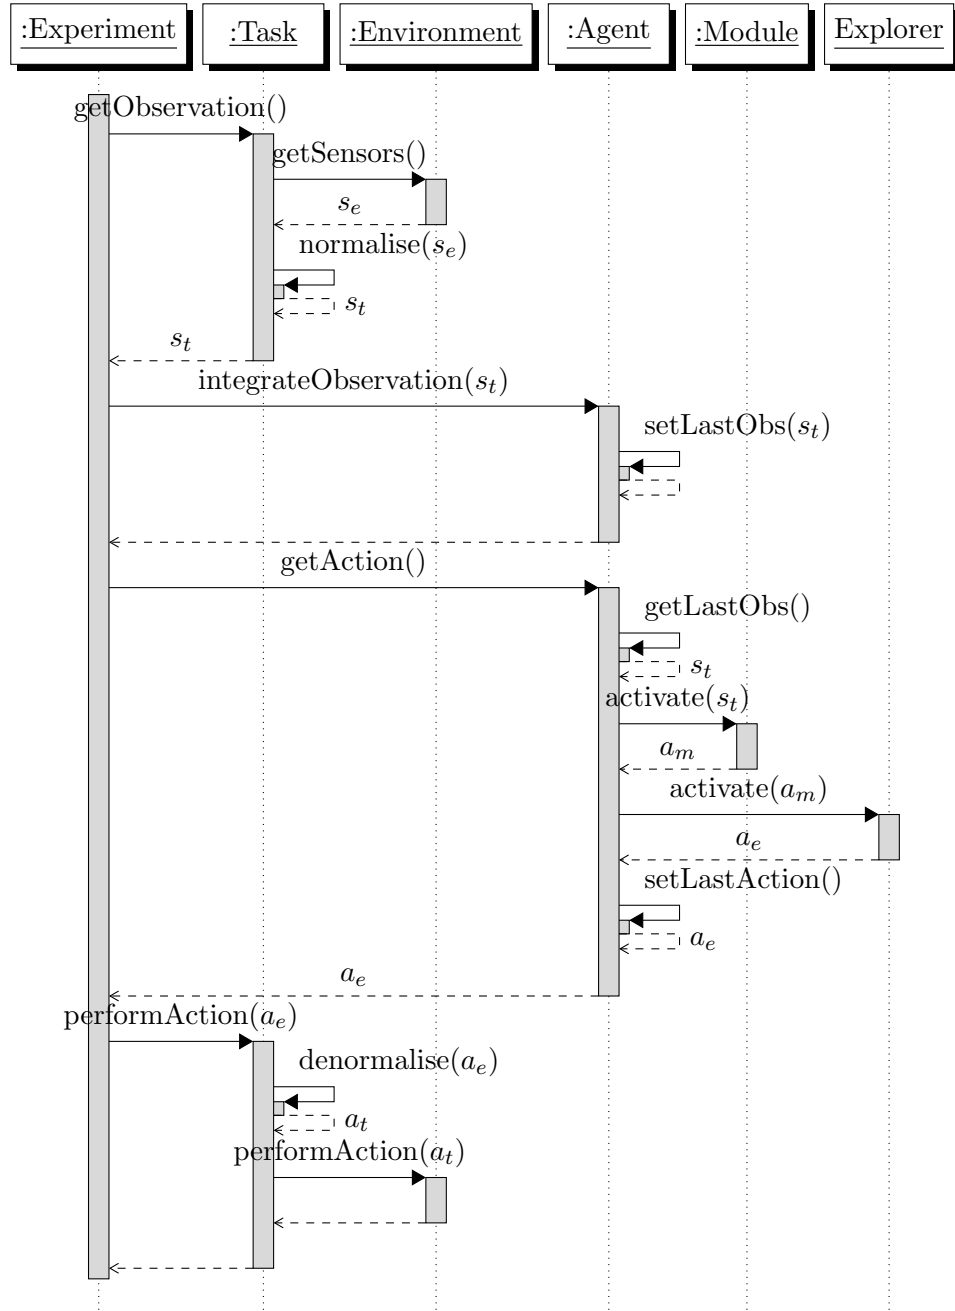 :Experiment :Task :Environment :Agent :Module Explorer
getObservation()
getSensors()
s_e
normalise(s_e)
s_t
s_t
integrateObservation(s_t)
setLastObs(s_t)
getAction()
getLastObs()
s_t
activate(s_t)
a_m
activate(a_m)
a_e
setLastAction()
a_e
a_e
performAction(a_e)
denormalise(a_e)
a_t
performAction(a_t)